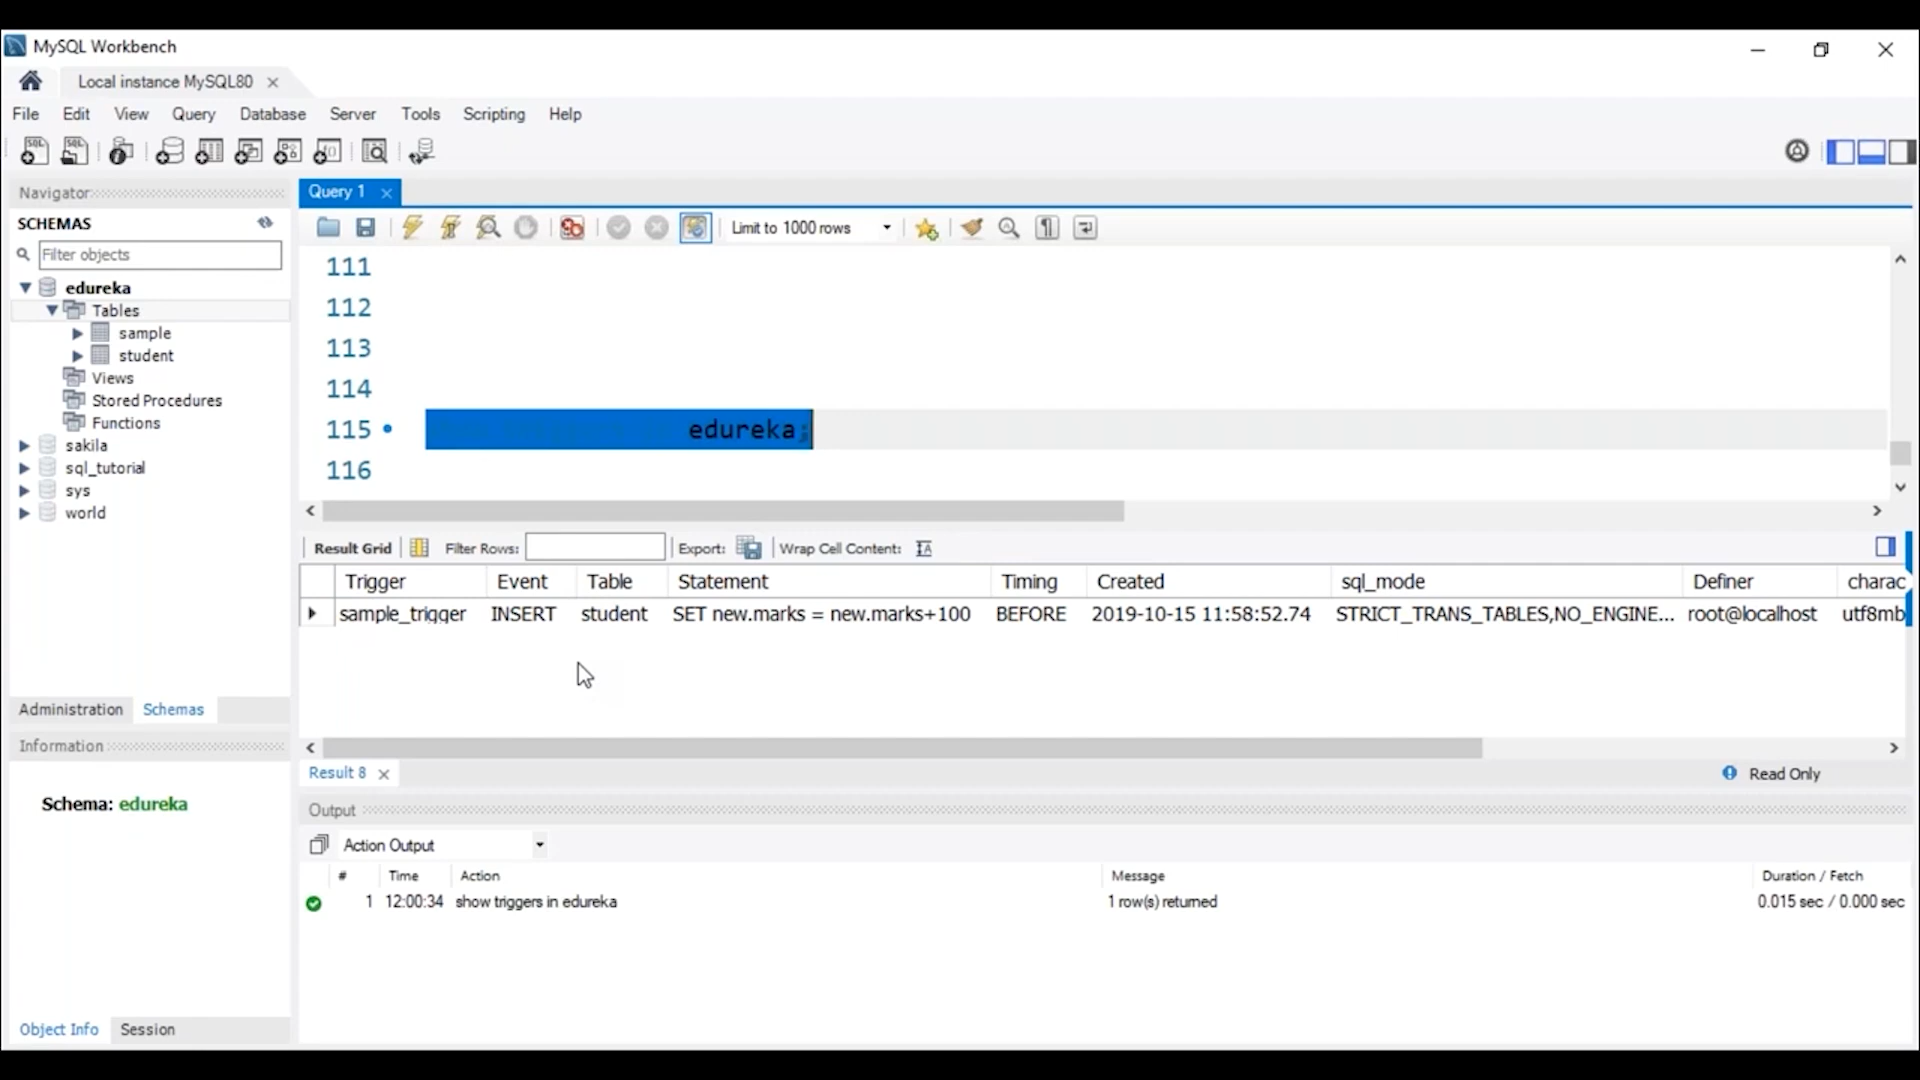 MySQL Workbench
Local instance MySQL80
File Edit View Query Database Server Tools Scripting Help
Navigator
SCHEMAS
Filter objects
edureka
Tables
sample
student
Views
Stored Procedures
Functions
sakila
sql_tutorial
sys
world
Administration Schemas
Information
Schema: edureka
Object Info Session
Query 1
Limit to 1000 rows
111
112
113
114
115 edureka;
116
Result Grid Filter Rows: Export: Wrap Cell Content:
Trigger Event Table Statement Timing Created sql_mode Definer charac
sample_trigger INSERT student SET new.marks = new.marks+100 BEFORE 2019-10-15 11:58:52.74 STRICT_TRANS_TABLES,NO_ENGINE... root@localhost utf8mb
Result 8 Read Only
Output
Action Output
# Time Action Message Duration / Fetch
1 12:00:34 show triggers in edureka 1 row(s) returned 0.015 sec / 0.000 sec